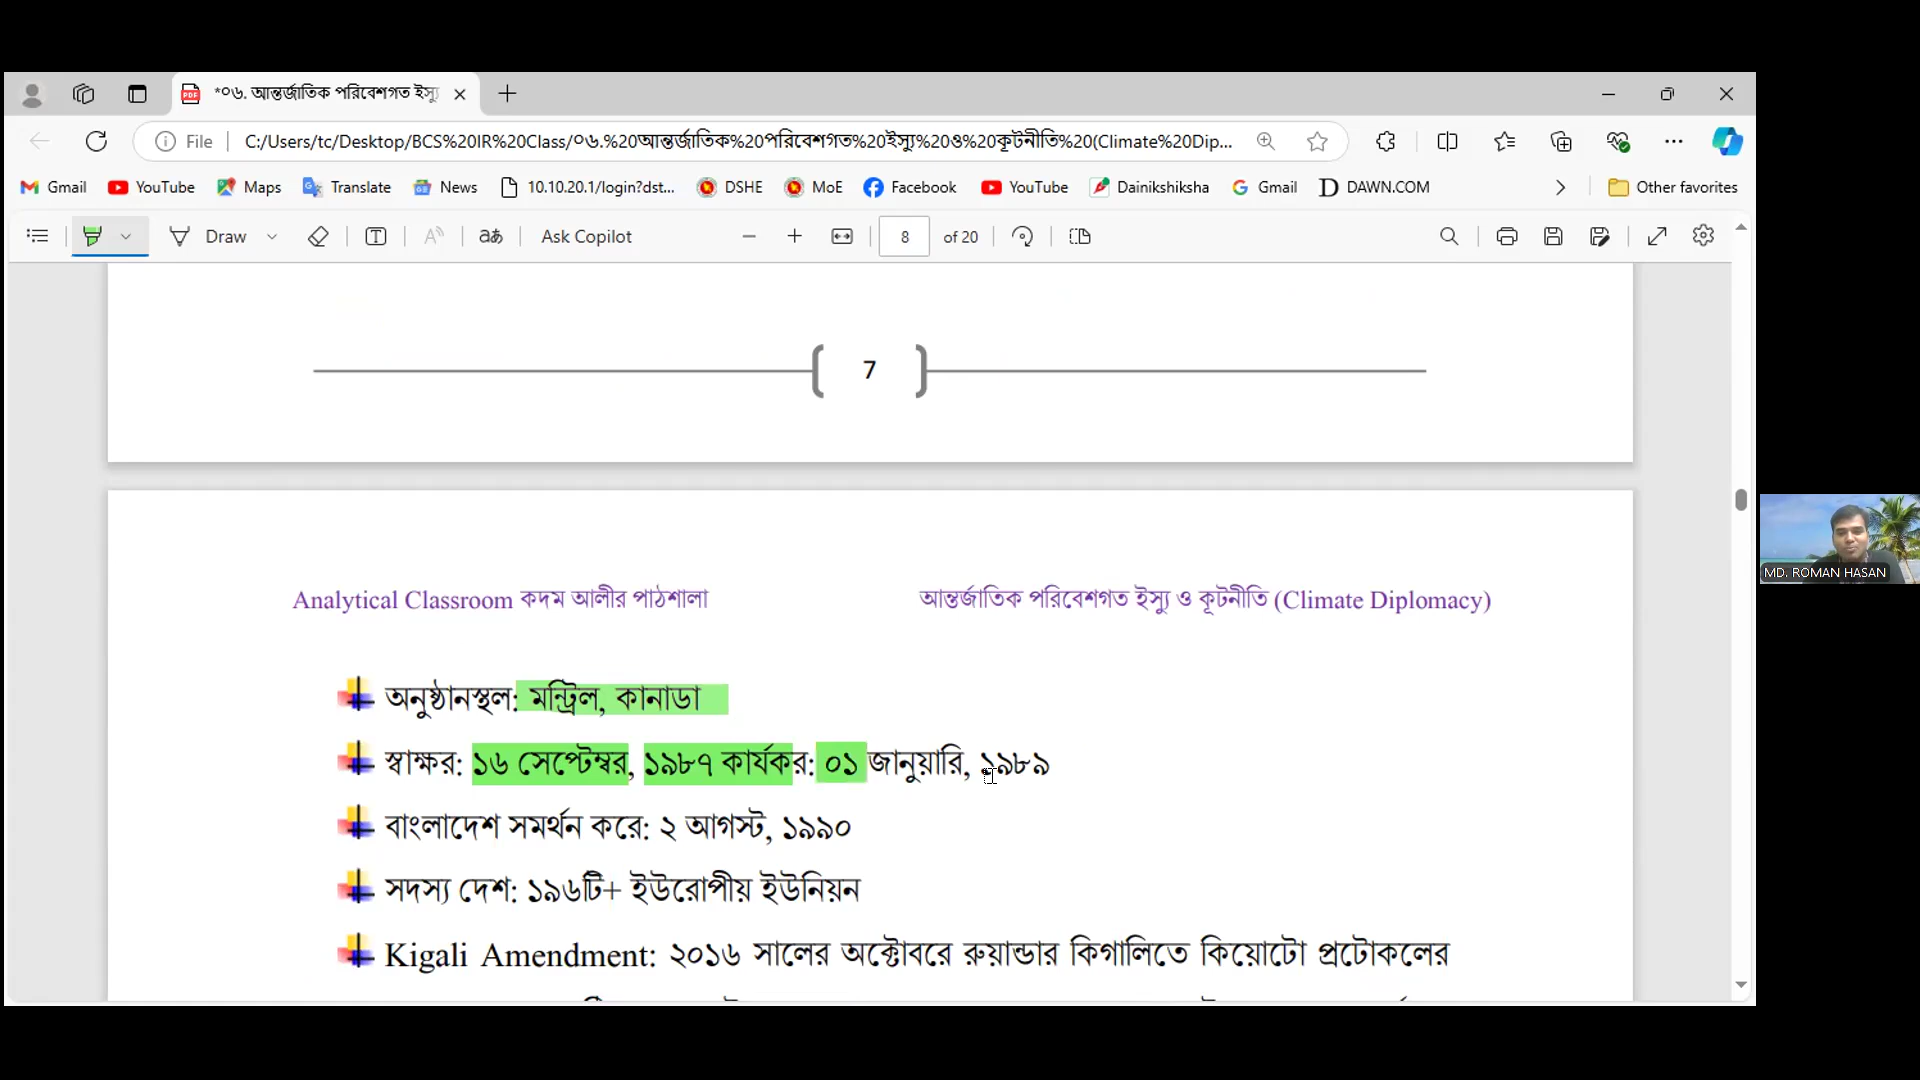 *০৬. আন্তর্জাতিক পরিবেশগত ইস্যু
File C:/Users/tc/Desktop/BCS%20IR%20Class/০৬.%20আন্তর্জাতিক%20পরিবেশগত%20ইস্যু%20ও%20কূটনীতি%20(Climate%20Dip...
Gmail YouTube Maps Translate News 10.10.20.1/login?dst... DSHE MoE Facebook YouTube Dainikshiksha Gmail DAWN.COM Other favorites
Draw Ask Copilot 8 of 20
7
Analytical Classroom কদম আলীর পাঠশালা আন্তর্জাতিক পরিবেশগত ইস্যু ও কূটনীতি (Climate Diplomacy)
অনুষ্ঠানস্থল: মন্ট্রিল, কানাডা
স্বাক্ষর: ১৬ সেপ্টেম্বর, ১৯৮৭ কার্যকর: ০১ জানুয়ারি, ১৯৮৯
বাংলাদেশ সমর্থন করে: ২ আগস্ট, ১৯৯০
সদস্য দেশ: ১৯৬টি+ ইউরোপীয় ইউনিয়ন
Kigali Amendment: ২০১৬ সালের অক্টোবরে রুয়ান্ডার কিগালিতে কিয়োটো প্রটোকলের
MD. ROMAN HASAN